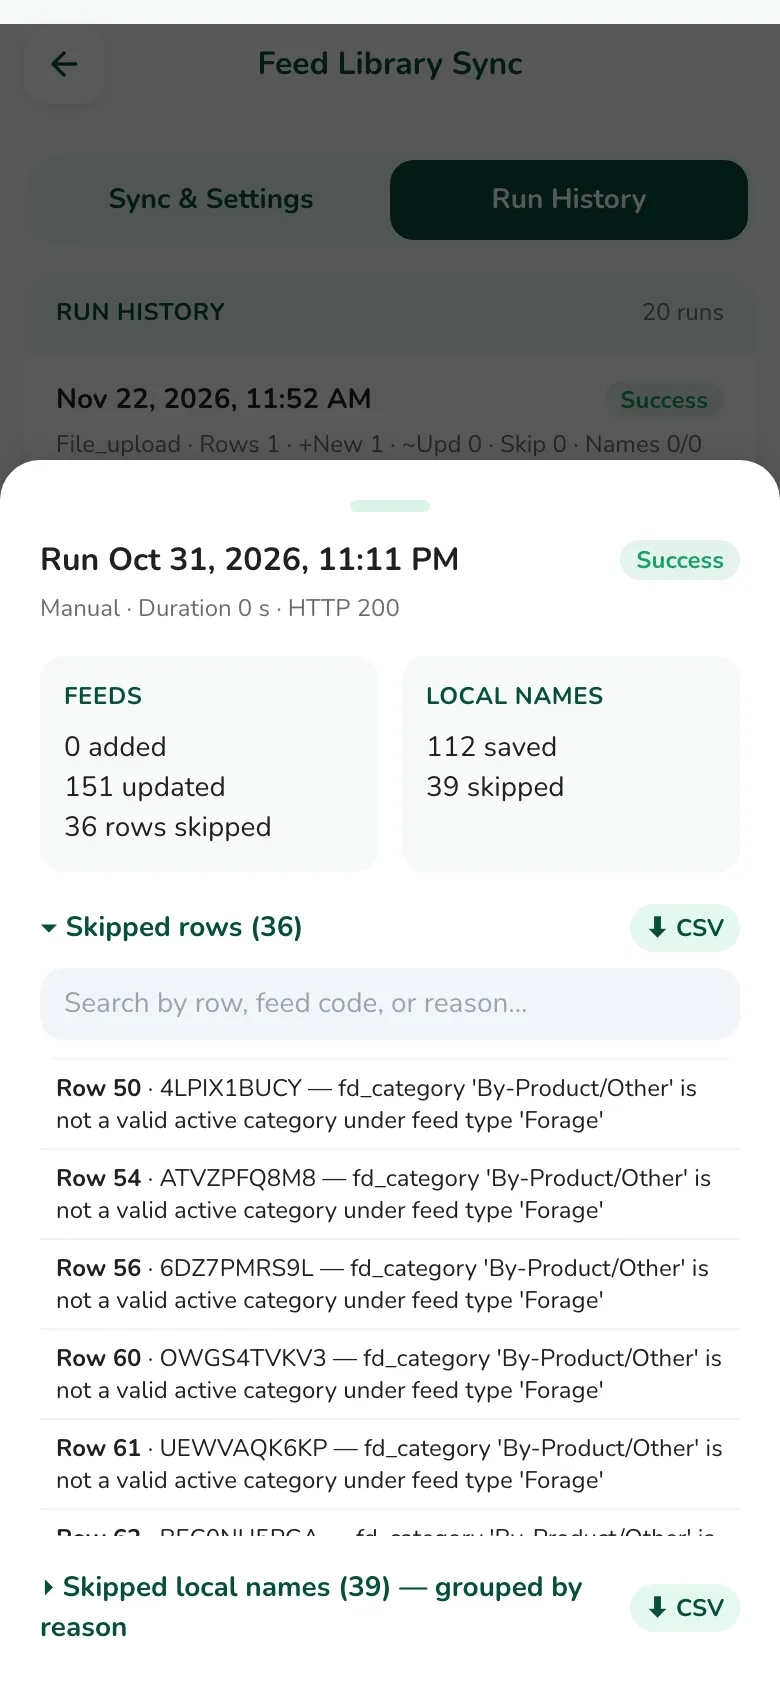 Feed Library Sync
Sync & Settings
Run History
RUN HISTORY
20 runs
Nov 22, 2026, 11:52 AM
Success
File_upload · Rows 1 · +New 1 · ~Upd 0 · Skip 0 · Names 0/0
Run Oct 31, 2026, 11:11 PM
Success
Manual · Duration 0 s · HTTP 200
FEEDS
0 added
151 updated
36 rows skipped
LOCAL NAMES
112 saved
39 skipped
Skipped rows (36)
CSV
Search by row, feed code, or reason...
Row 50 · 4LPIX1BUCY — fd_category 'By-Product/Other' is
not a valid active category under feed type 'Forage'
Row 54 · ATVZPFQ8M8 — fd_category 'By-Product/Other' is
not a valid active category under feed type 'Forage'
Row 56 · 6DZ7PMRS9L — fd_category 'By-Product/Other' is
not a valid active category under feed type 'Forage'
Row 60 · OWGS4TVKV3 — fd_category 'By-Product/Other' is
not a valid active category under feed type 'Forage'
Row 61 · UEWVAQK6KP — fd_category 'By-Product/Other' is
not a valid active category under feed type 'Forage'
fd_category 'By-Product/Other' is
Skipped local names (39) — grouped by
reason
CSV